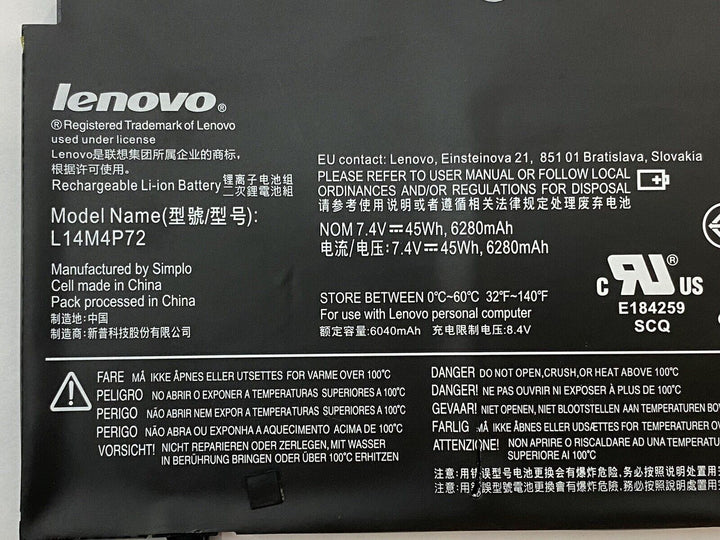 lenovo®
®Registered Trademark of Lenovo
used under license
Lenovo是联想集团所属企业的商标，
根据许可使用。
Rechargeable Li-ion Battery 锂离子电池组
二次鋰電池組
Model Name(型號/型号):
L14M4P72
Manufactured by Simplo
Cell made in China
Pack processed in China
制造地:中国
制造商:新普科技股份有限公司
EU contact: Lenovo, Einsteinova 21, 851 01 Bratislava, Slovakia
PLEASE REFER TO USER MANUAL OR FOLLOW LOCAL
ORDINANCES AND/OR REGULATIONS FOR DISPOSAL
请参考使用说明或者遵循相关法律规定处理废弃电池
NOM 7.4V⎓45Wh, 6280mAh
电流/电压:7.4V⎓45Wh, 6280mAh
STORE BETWEEN 0°C~60°C 32°F~140°F
For use with Lenovo personal computer
额定容量:6040mAh 充电限制电压:8.4V
c RU® US
E184259
SCQ
FARE MÅ IKKE ÅPNES ELLER UTSETTES FOR VARME OVER 100°C
PELIGRO NO ABRIR O EXPONER A TEMPERATURAS SUPERIORES A 100°C
PERIGO NÃO ABRIR NEM EXPOR A TEMPERATURAS SUPERIORES A 100°C
PERIGO NÃO ABRA OU EXPONHA A AQUECIMENTO ACIMA DE 100°C
VORSICHT! NICHT REPARIEREN ODER ZERLEGEN, MIT WASSER
IN BERÜHRUNG BRINGEN ODER ÜBER 100°C ERHITZEN
DANGER DO NOT OPEN,CRUSH,OR HEAT ABOVE 100°C
DANGER! NE PAS OUVRIR NI EXPOSER À PLUS DE 100°C
GEVAAR! NIET OPENEN, NIET BLOOTSTELLEN AAN TEMPERATUREN BO
FARLIG MÅ IKKE ÅBNES ELLER UDSÆTTES FOR TEMPERATURER OVER
ATTENZIONE! NON APRIRE O RISCALDARE AD UNA TEMPERATU
SUPERIORE AI 100°C
注意:用错误型号电池更换会有爆炸危险,务必按照说明处置用
注意:用錯誤型號電池更換會有爆炸危險,務必按照說明處置用